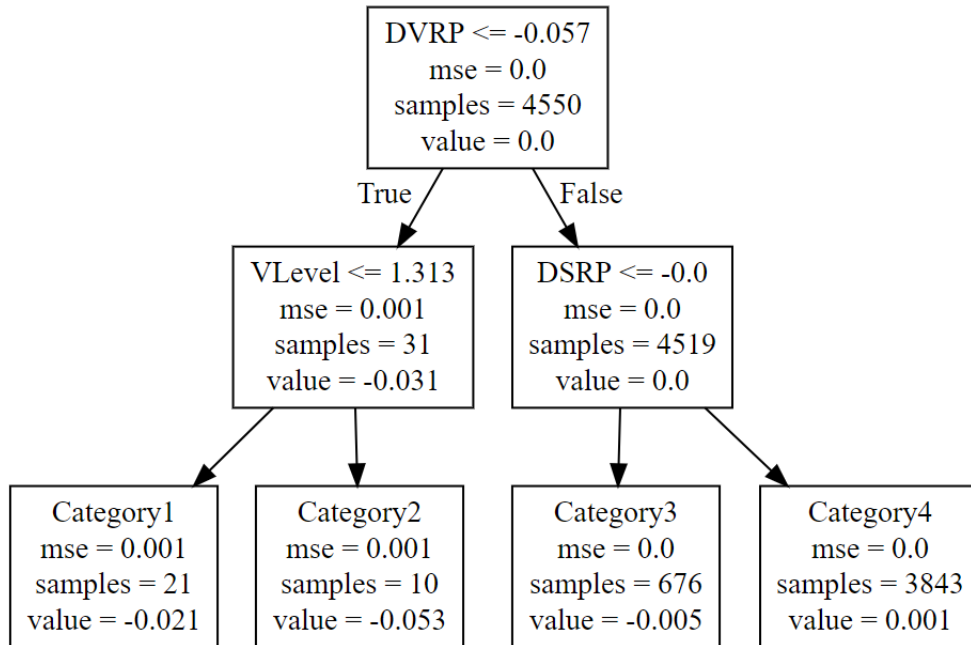 DVRP <= -0.057
mse = 0.0
samples = 4550
value = 0.0
True
False
VLevel <= 1.313
mse = 0.001
samples = 31
value = -0.031
DSRP <= -0.0
mse = 0.0
samples = 4519
value = 0.0
Category1
mse = 0.001
samples = 21
value = -0.021
Category2
mse = 0.001
samples = 10
value = -0.053
Category3
mse = 0.0
samples = 676
value = -0.005
Category4
mse = 0.0
samples = 3843
value = 0.001